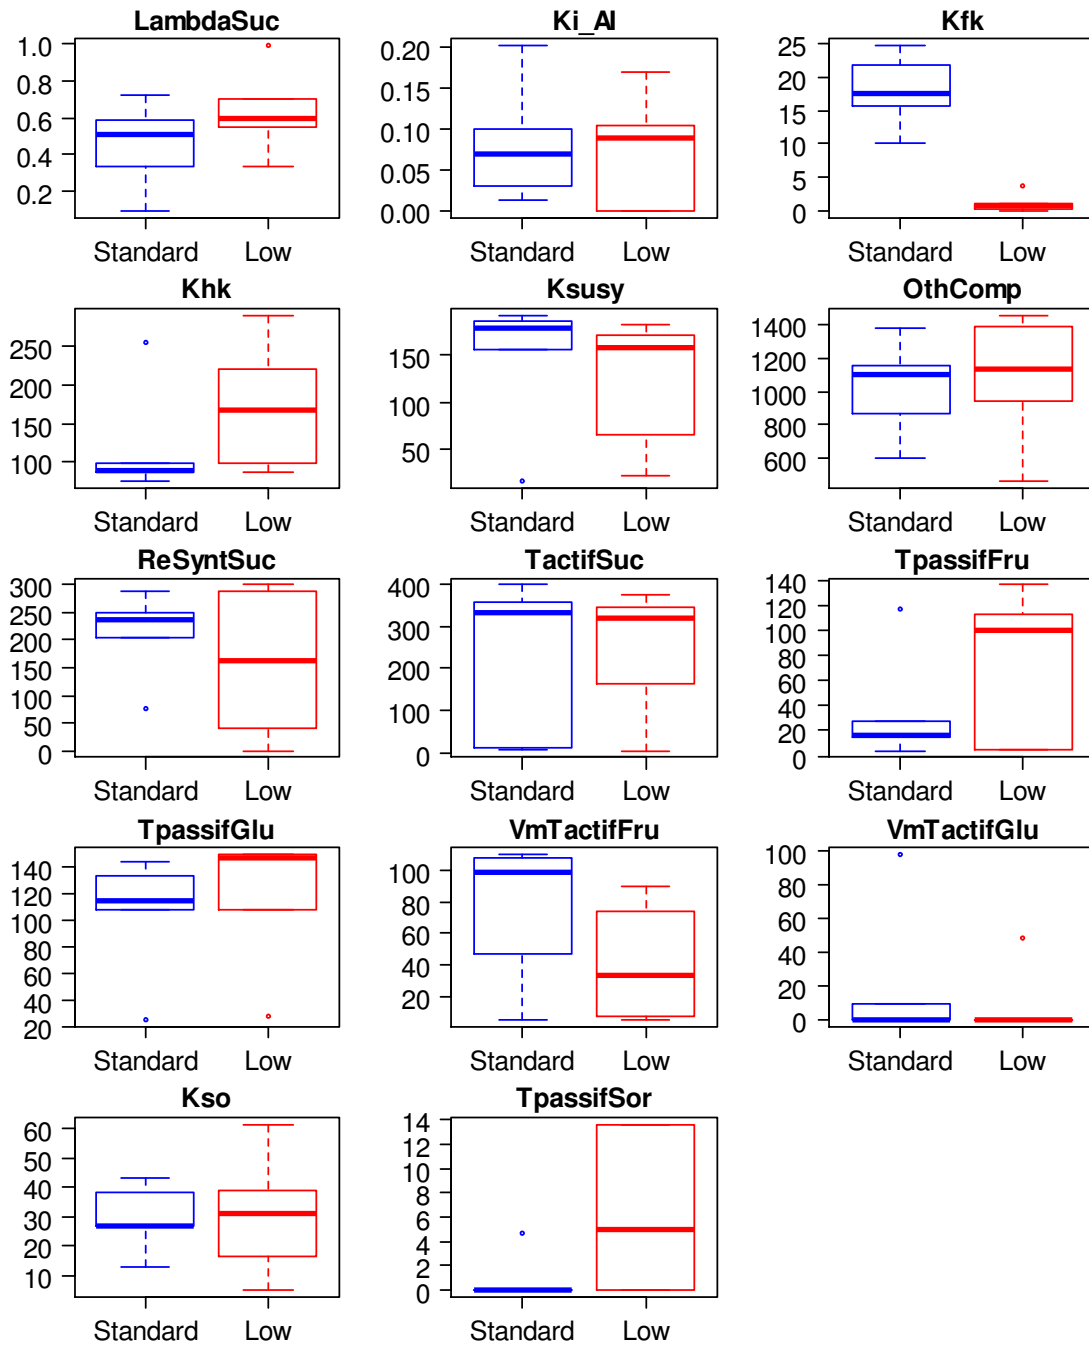 LambdaSuc
1.0
0.8
0.6
0.4
0.2
Standard Low
Ki_AI
0.20
0.15
0.10
0.05
0.00
Standard Low
Kfk
25
20
15
10
5
0
Standard Low
Khk
250
200
150
100
Standard Low
Ksusy
150
100
50
Standard Low
OthComp
1400
1200
1000
800
600
Standard Low
ReSyntSuc
300
250
200
150
100
50
0
Standard Low
TactifSuc
400
300
200
100
0
Standard Low
TpassifFru
140
120
100
80
60
40
20
0
Standard Low
TpassifGlu
140
120
100
80
60
40
20
Standard Low
VmTactifFru
100
80
60
40
20
Standard Low
VmTactifGlu
100
80
60
40
20
0
Standard Low
Kso
60
50
40
30
20
10
Standard Low
TpassifSor
14
12
10
8
6
4
2
0
Standard Low